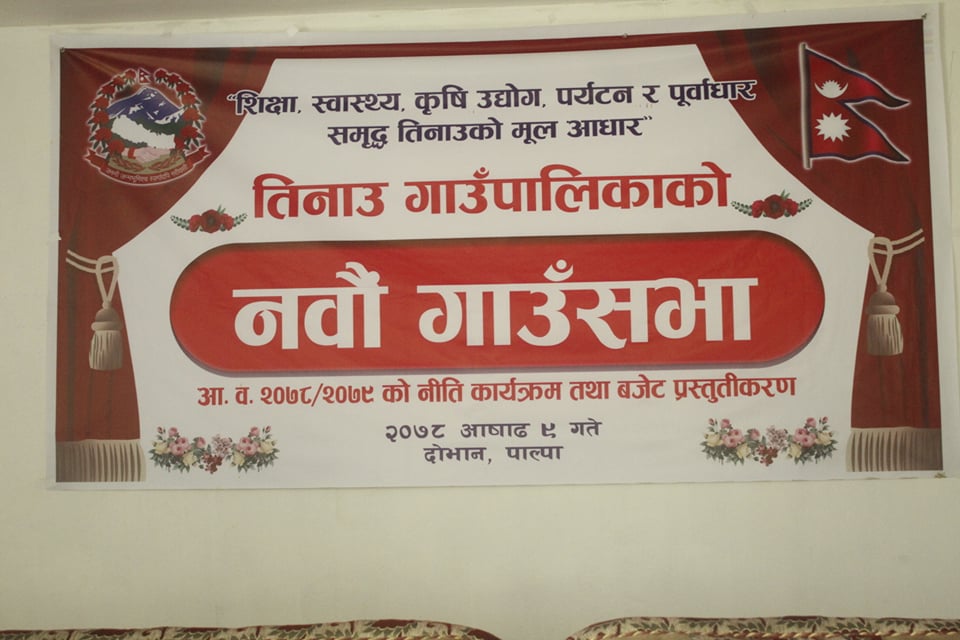 "शिक्षा, स्वास्थ्य, कृषि उद्योग, पर्यटन र पूर्वाधार
समृद्ध तिनाउको मूल आधार"
तिनाउ गाउँपालिकाको
नवौं गाउँसभा
आ. व. २०७८/२०७९ को नीति कार्यक्रम तथा बजेट प्रस्तुतीकरण
२०७८ आषाढ ९ गते
दोभान, पाल्पा